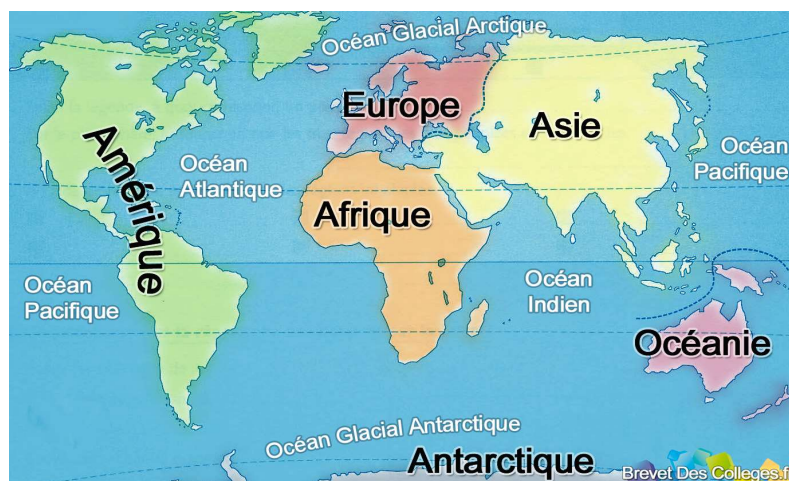 Océan Glacial Arctique
Europe
Asie
Amérique
Océan
Atlantique
Océan
Pacifique
Afrique
Océan
Pacifique
Océan
Indien
Océanie
Océan Glacial Antarctique
Antarctique
Brevet Des Colleges.f